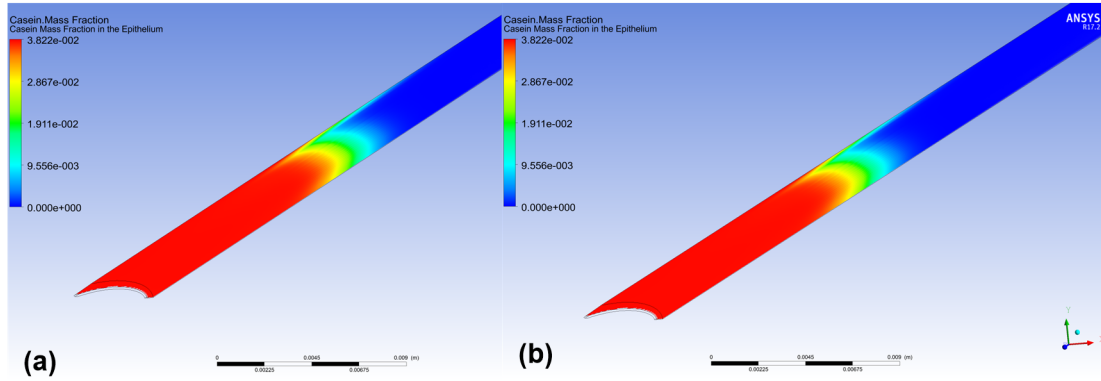 Casein.Mass Fraction
Casein Mass Fraction in the Epithelium
3.822e-002
2.867e-002
1.911e-002
9.556e-003
0.000e+000
0 0.0045 0.009 (m)
0.00225 0.00675
(a)
Casein.Mass Fraction
Casein Mass Fraction in the Epithelium
3.822e-002
2.867e-002
1.911e-002
9.556e-003
0.000e+000
ANSYS
R17.2
Y
0 0.0045 0.009 (m)
0.00225 0.00675
(b)